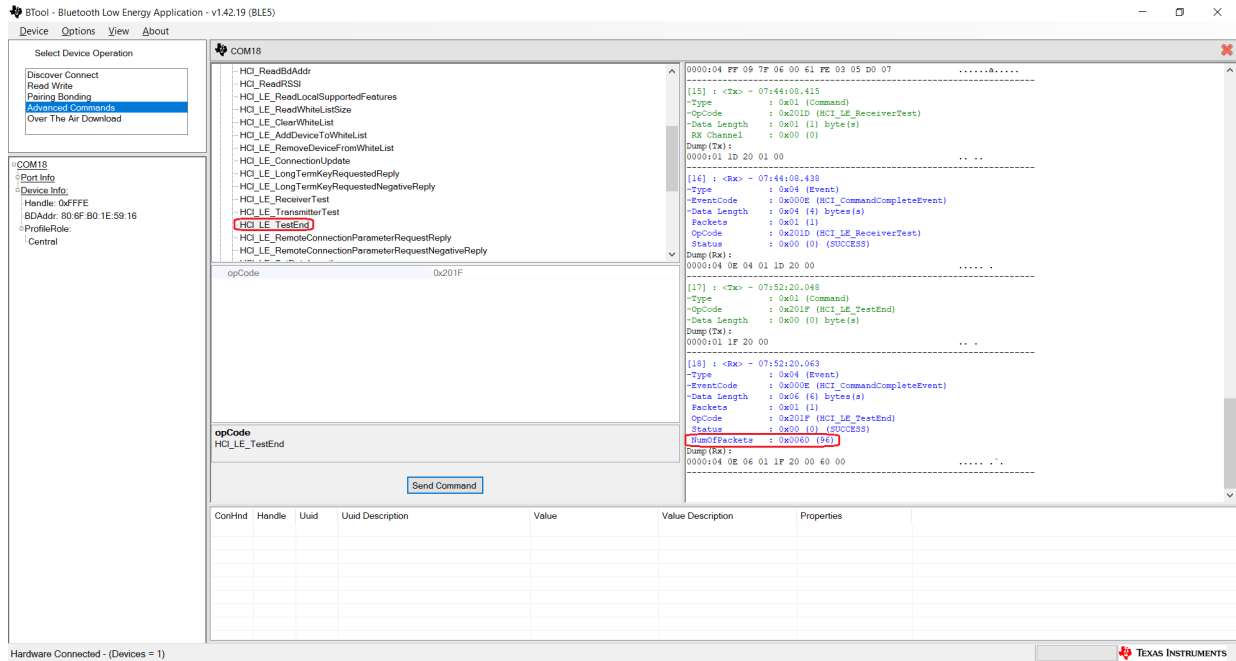 BTool - Bluetooth Low Energy Application - v1.42.19 (BLE5)
Device Options View About
Select Device Operation
Discover Connect
Read Write
Pairing Bonding
Advanced Commands
Over The Air Download
COM18
Port Info
Device Info:
Handle: 0xFFFE
BDAddr: 80:6F:B0:1E:59:16
ProfileRole:
Central
COM18
HCI_ReadBdAddr
HCI_ReadRSSI
HCI_LE_ReadLocalSupportedFeatures
HCI_LE_ReadWhiteListSize
HCI_LE_ClearWhiteList
HCI_LE_AddDeviceToWhiteList
HCI_LE_RemoveDeviceFromWhiteList
HCI_LE_ConnectionUpdate
HCI_LE_LongTermKeyRequestedReply
HCI_LE_LongTermKeyRequestedNegativeReply
HCI_LE_ReceiverTest
HCI_LE_TransmitterTest
HCI_LE_TestEnd
HCI_LE_RemoteConnectionParameterRequestReply
HCI_LE_RemoteConnectionParameterRequestNegativeReply
opCode 0x201F
opCode
HCI_LE_TestEnd
Send Command
0000:04 FF 09 7F 06 00 61 FE 03 05 D0 07 ......a.....
--------------------------------------------------------------
[15] : <Tx> - 07:44:08.415
-Type : 0x01 (Command)
-OpCode : 0x201D (HCI_LE_ReceiverTest)
-Data Length : 0x01 (1) byte(s)
RX Channel : 0x00 (0)
Dump(Tx):
0000:01 1D 20 01 00 .. ..
--------------------------------------------------------------
[16] : <Rx> - 07:44:08.438
-Type : 0x04 (Event)
-EventCode : 0x000E (HCI_CommandCompleteEvent)
-Data Length : 0x04 (4) bytes(s)
Packets : 0x01 (1)
OpCode : 0x201D (HCI_LE_ReceiverTest)
Status : 0x00 (0) (SUCCESS)
Dump(Rx):
0000:04 0E 04 01 1D 20 00 ..... .
--------------------------------------------------------------
[17] : <Tx> - 07:52:20.048
-Type : 0x01 (Command)
-OpCode : 0x201F (HCI_LE_TestEnd)
-Data Length : 0x00 (0) byte(s)
Dump(Tx):
0000:01 1F 20 00 .. .
--------------------------------------------------------------
[18] : <Rx> - 07:52:20.063
-Type : 0x04 (Event)
-EventCode : 0x000E (HCI_CommandCompleteEvent)
-Data Length : 0x06 (6) bytes(s)
Packets : 0x01 (1)
OpCode : 0x201F (HCI_LE_TestEnd)
Status : 0x00 (0) (SUCCESS)
NumOfPackets : 0x0060 (96)
Dump(Rx):
0000:04 0E 06 01 1F 20 00 60 00 ..... .`.
--------------------------------------------------------------
ConHnd Handle Uuid Uuid Description Value Value Description Properties
Hardware Connected - (Devices = 1)
TEXAS INSTRUMENTS